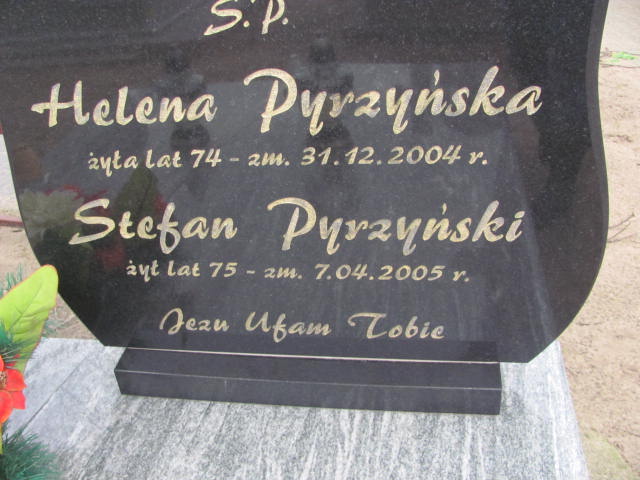 Ś.P.
Helena Pyrzyńska
żyła lat 74 - zm. 31.12.2004 r.
Stefan Pyrzyński
żył lat 75 - zm. 7.04.2005 r.
Jezu Ufam Tobie